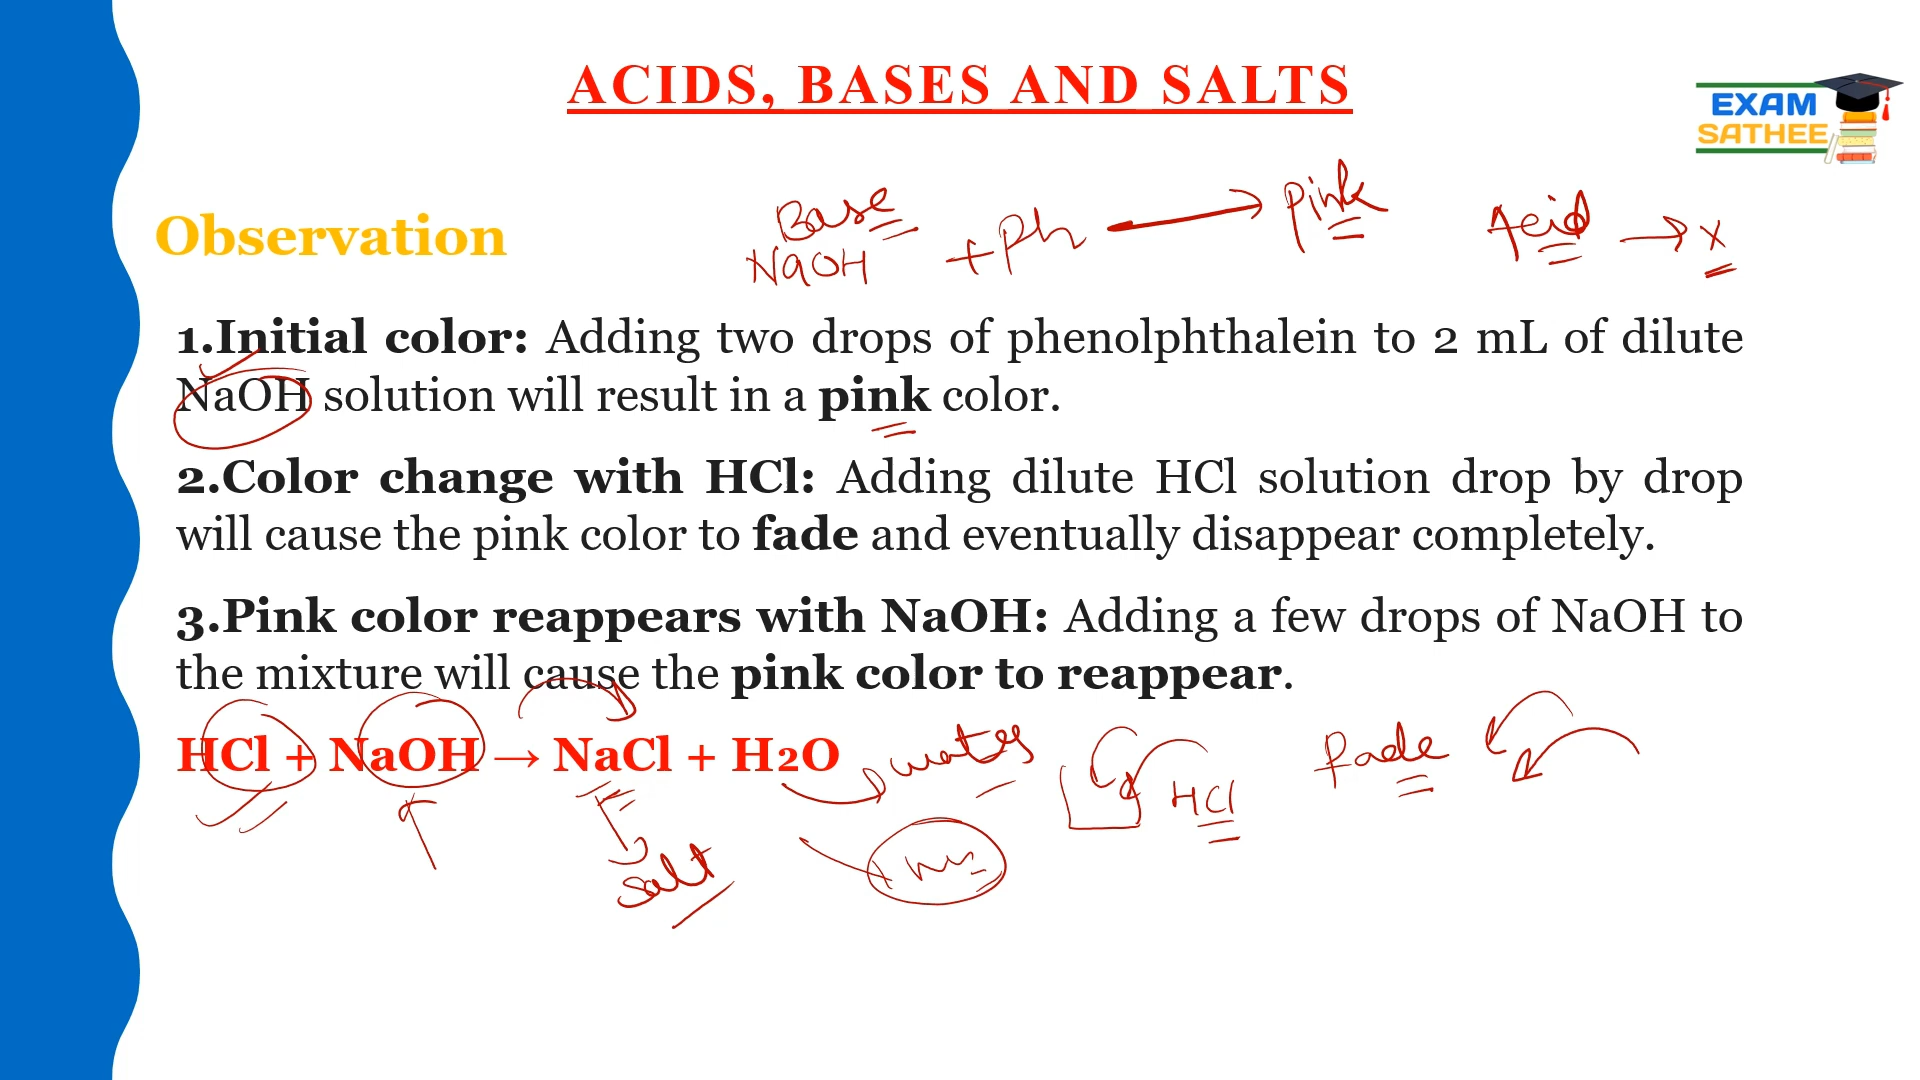 ACIDS, BASES AND SALTS
EXAM
SATHEE
Observation
Base
NaOH + Ph → Pink
Acid → x
1.Initial color: Adding two drops of phenolphthalein to 2 mL of dilute
NaOH solution will result in a pink color.
2.Color change with HCl: Adding dilute HCl solution drop by drop
will cause the pink color to fade and eventually disappear completely.
3.Pink color reappears with NaOH: Adding a few drops of NaOH to
the mixture will cause the pink color to reappear.
HCl + NaOH → NaCl + H2O
HCl
fade
salt